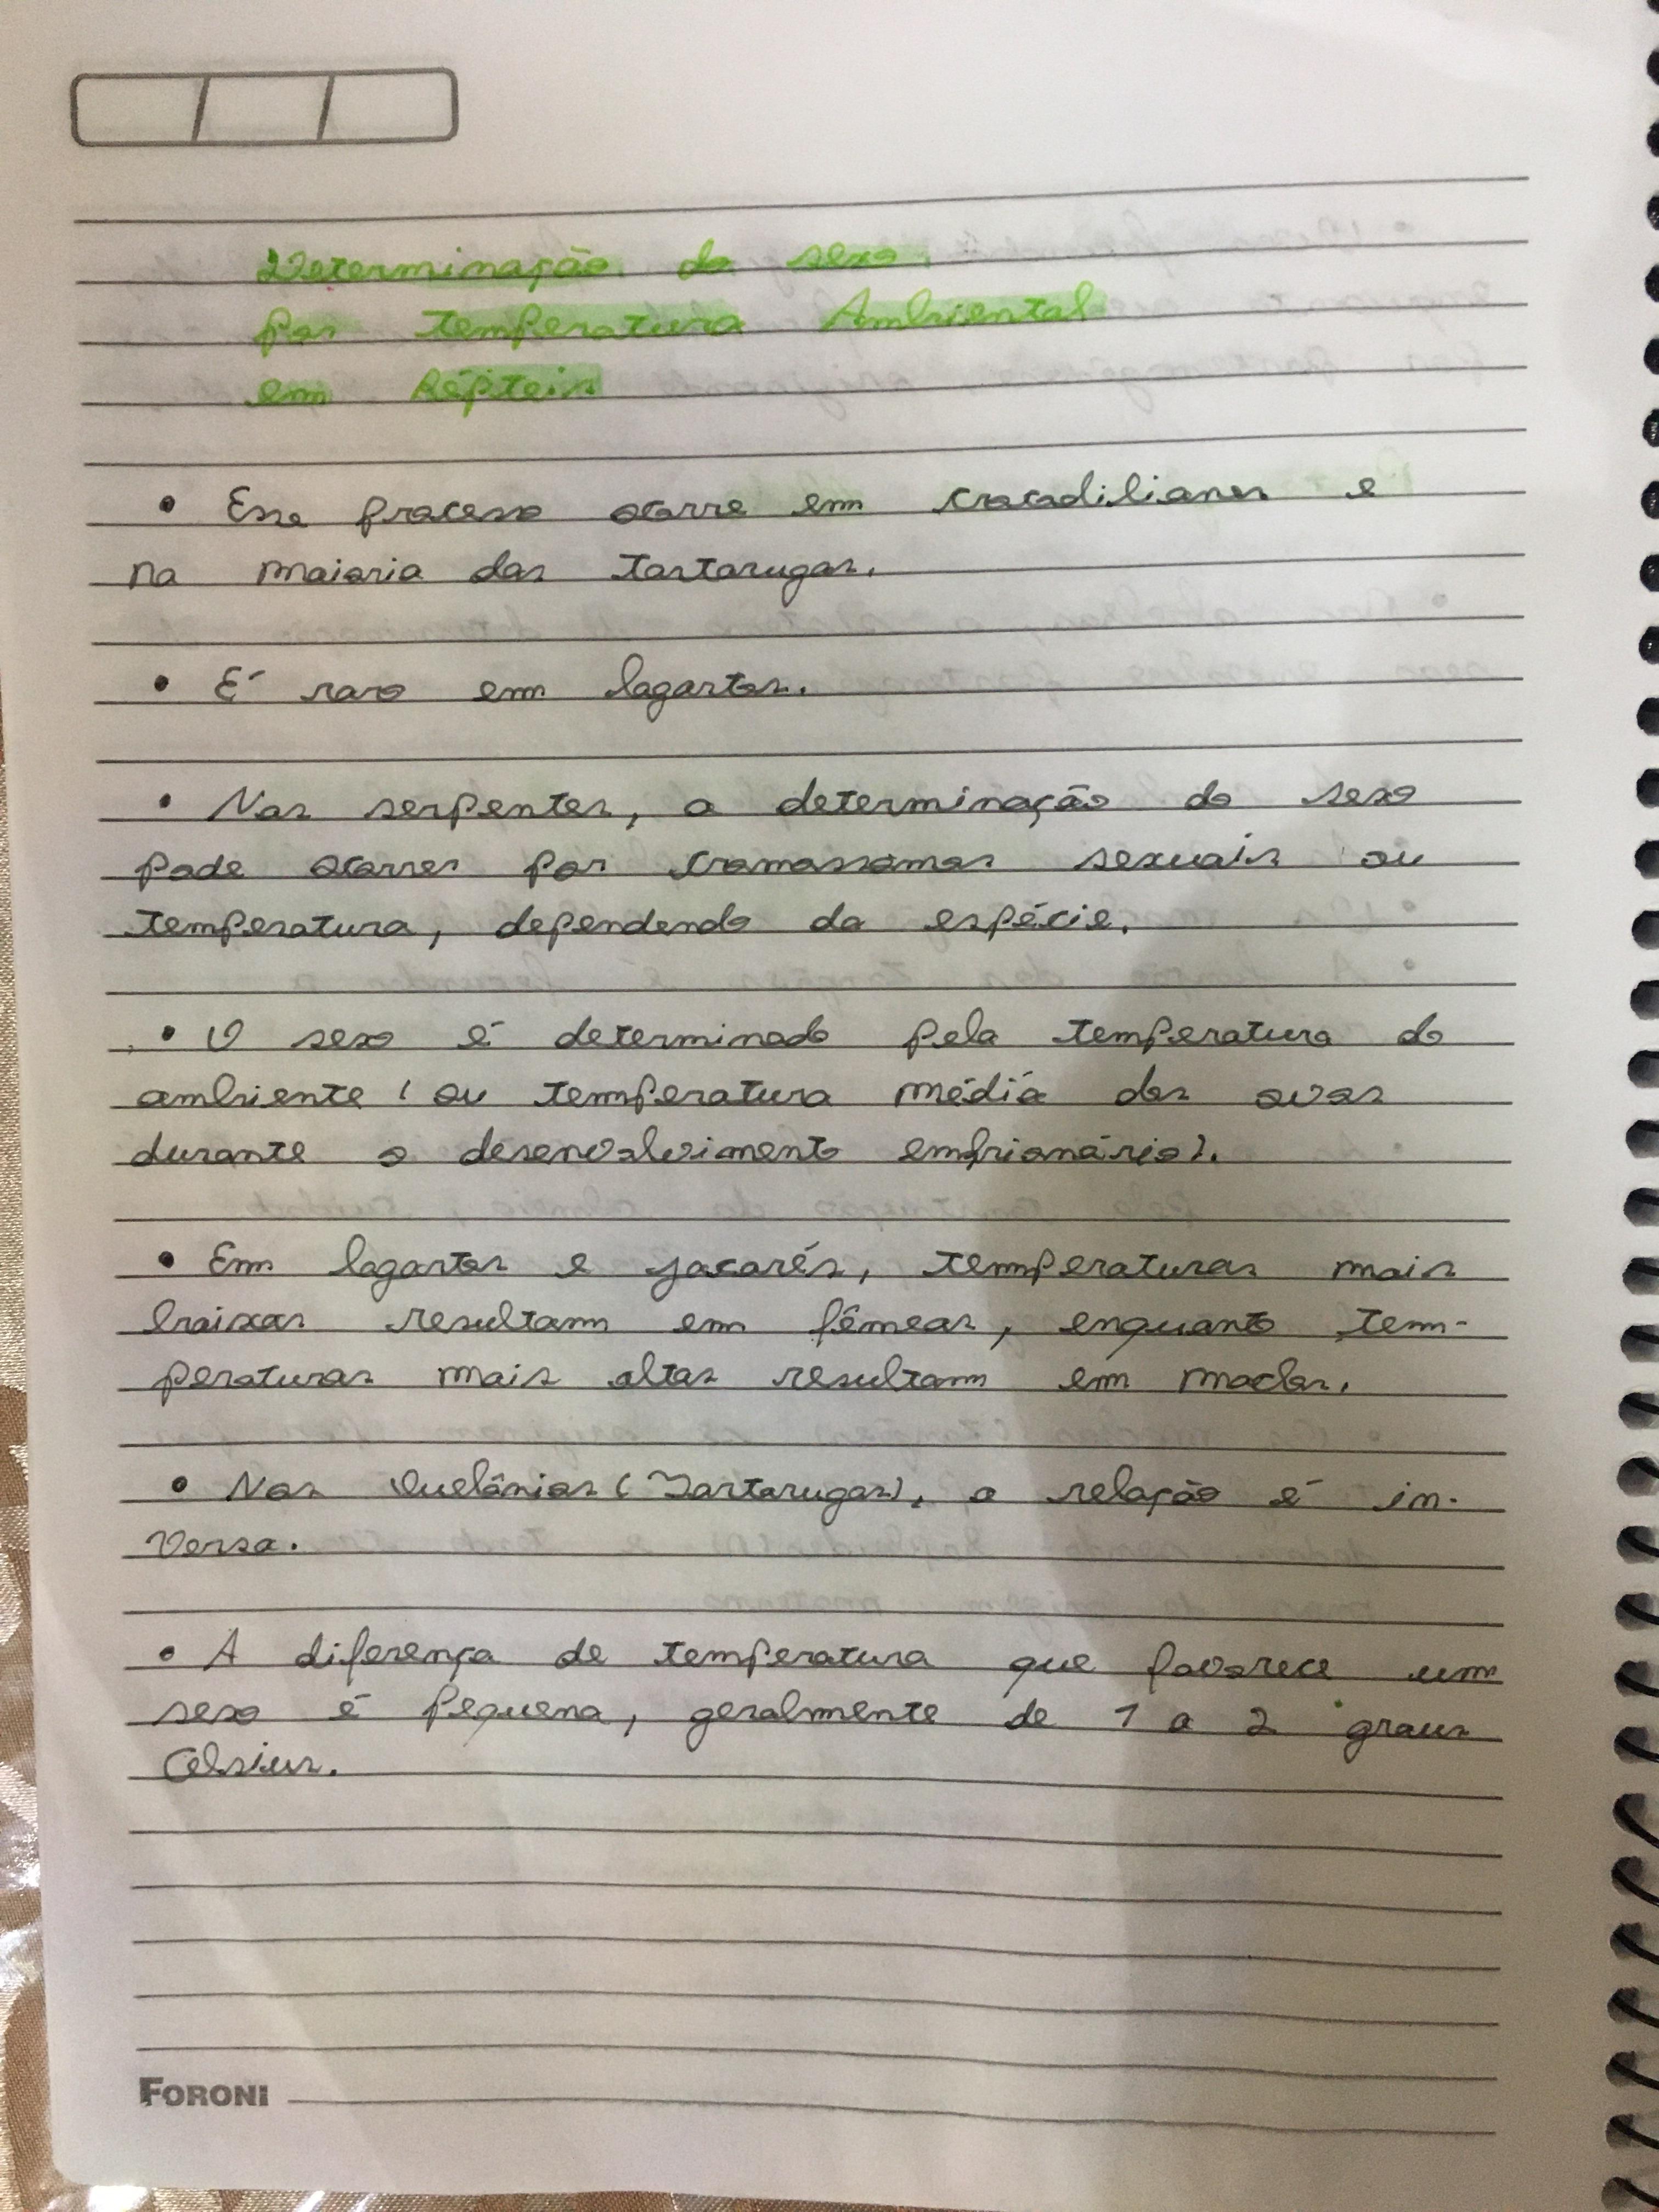 Determinação do sexo
por temperatura Ambiental
em Répteis
• Esse processo ocorre em crocodilianos e
na maioria das tartarugas.
• É raro em lagartos.
• Nas serpentes, a determinação do sexo
pode ocorrer por cromossomos sexuais ou
temperatura, dependendo da espécie.
• O sexo é determinado pela temperatura do
ambiente (ou temperatura média dos ovos
durante o desenvolvimento embrionário).
• Em lagartos e jacarés, temperaturas mais
baixas resultam em fêmeas, enquanto tem-
peraturas mais altas resultam em machos.
• Nos quelônios (Tartarugas), a relação é in-
versa.
• A diferença de temperatura que favorece um
sexo é pequena, geralmente de 1 a 2 graus
Celsius.
FORONI